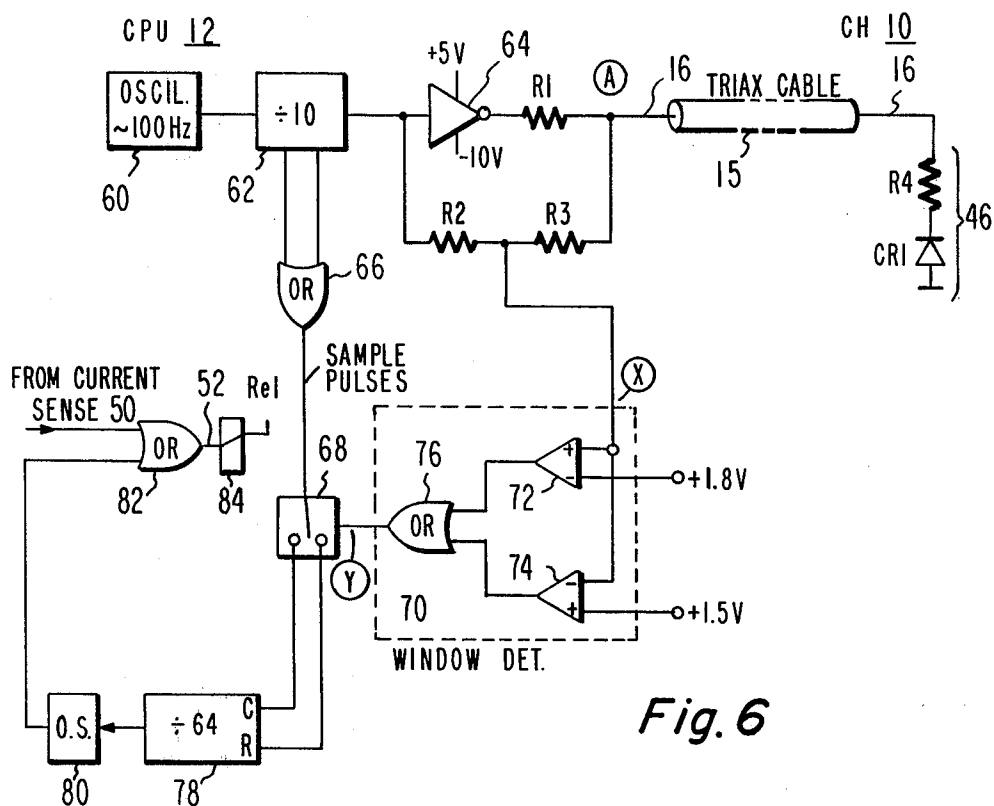 CPU 12
CH 10
+5V
64
R1
A
16
TRIAX CABLE
16
OSCIL.
~100Hz
60
÷10
62
-10V
15
R4
46
CR1
R2
R3
OR
66
SAMPLE
PULSES
X
FROM CURRENT
SENSE 50
52
Rel
OR
82
84
68
76
OR
+
-
72
+1.8V
Y
74
-
+
+1.5V
70
WINDOW DET.
O.S.
80
÷64
C
R
78
Fig. 6